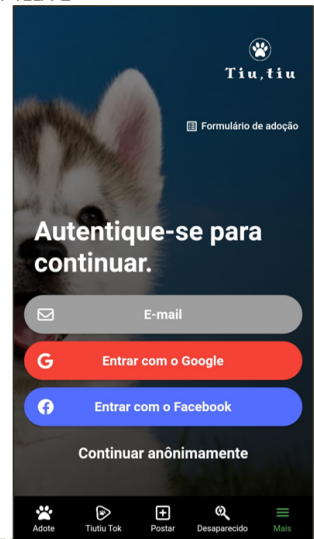 Tiu,tiu
Formulário de adoção
Autentique-se para
continuar.
E-mail
Entrar com o Google
Entrar com o Facebook
Continuar anônimamente
Adote
Tiutiu Tok
Postar
Desaparecido
Mais